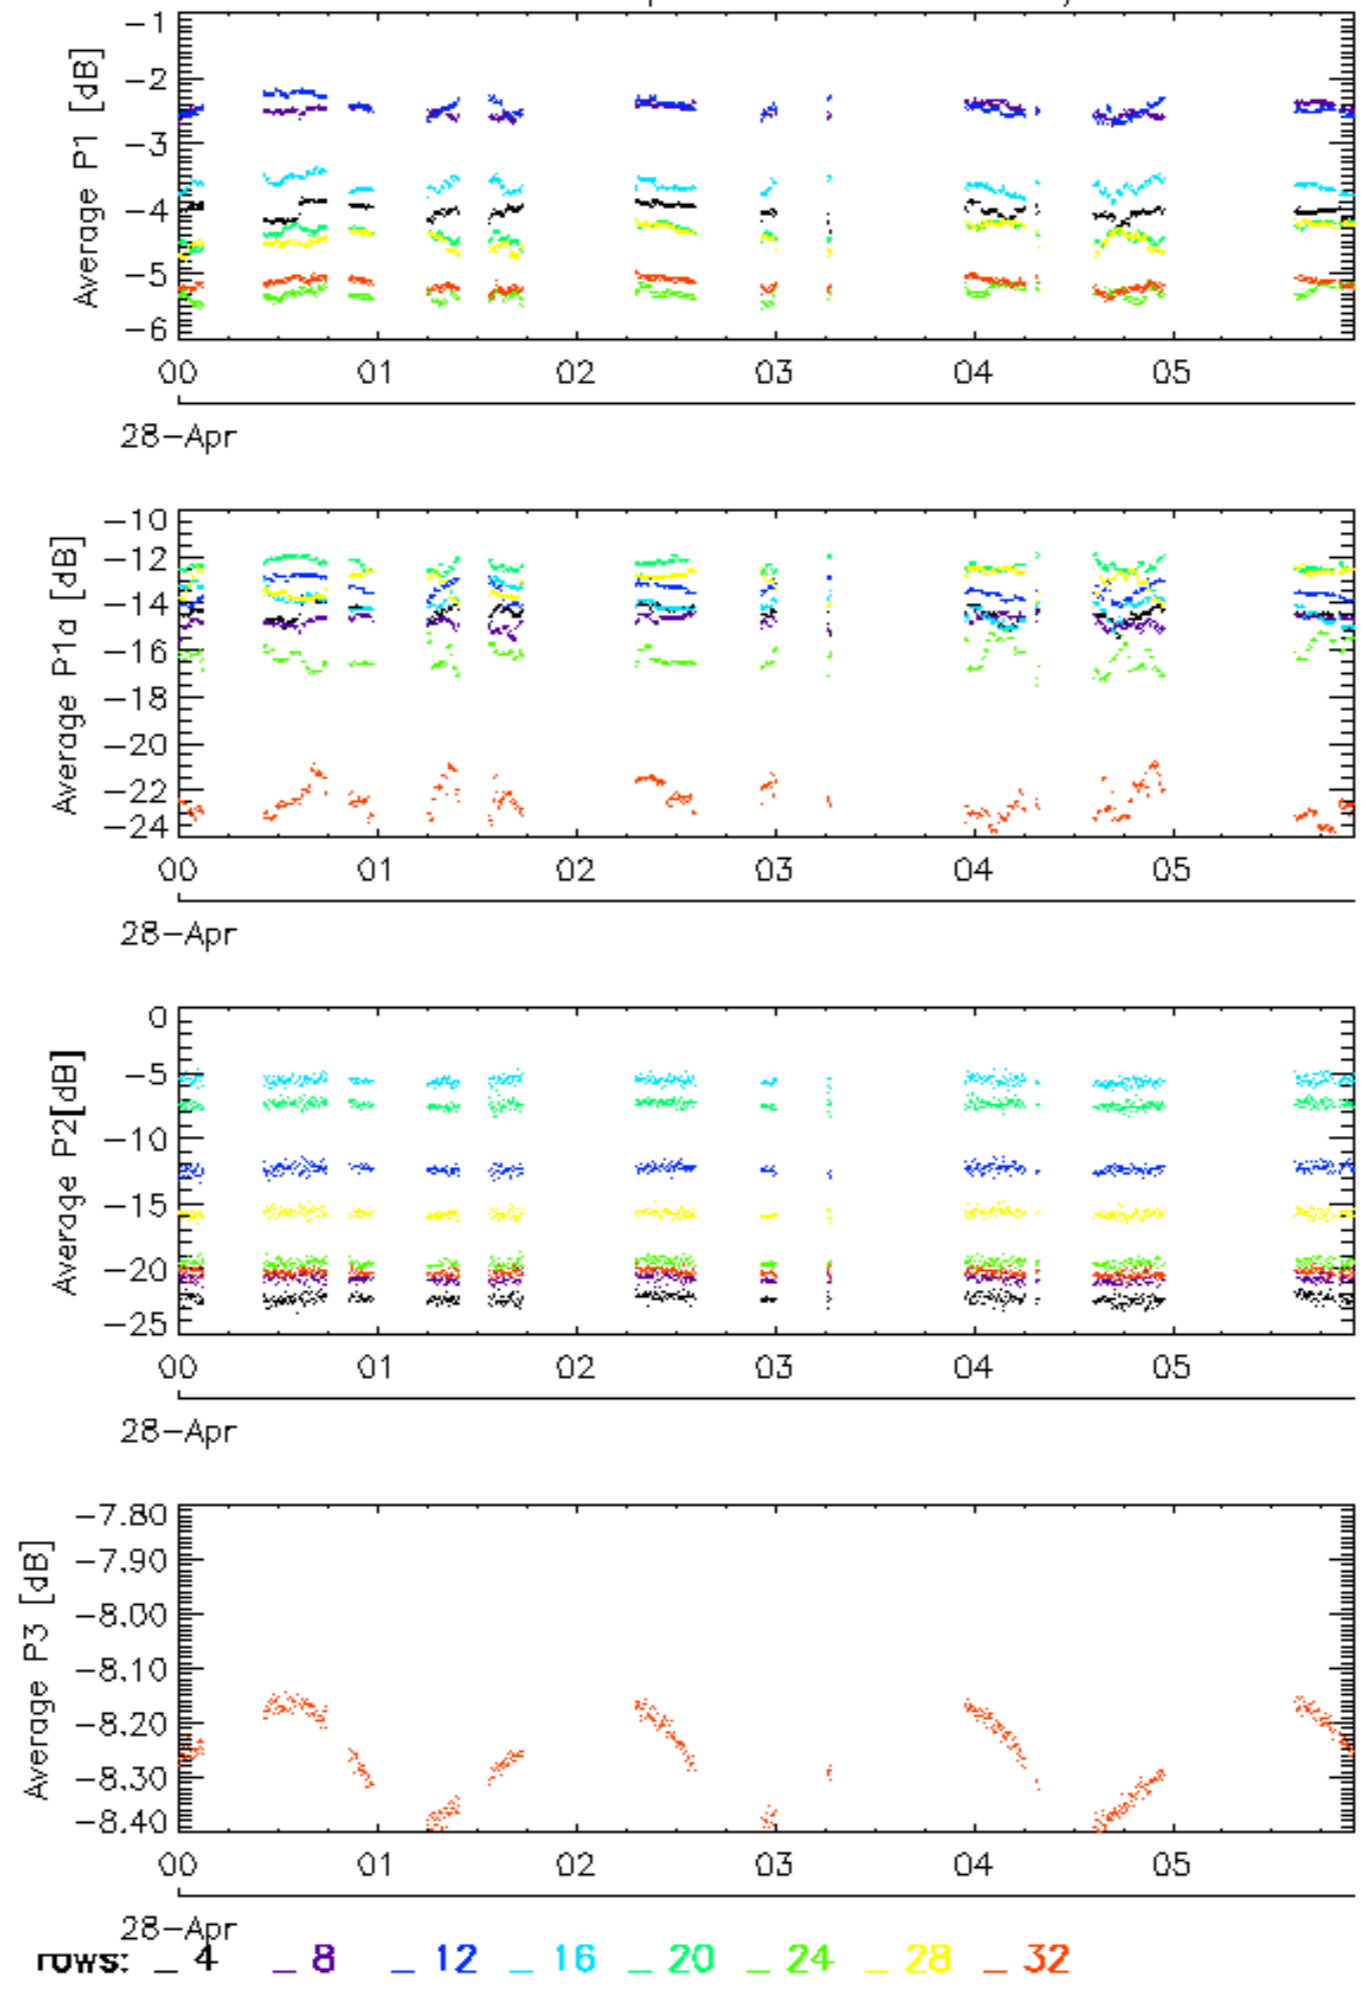 Average P1 [dB]
-1
-2
-3
-4
-5
-6
00 01 02 03 04 05
28-Apr
Average P1a [dB]
-10
-12
-14
-16
-18
-20
-22
-24
00 01 02 03 04 05
28-Apr
Average P2[dB]
0
-5
-10
-15
-20
-25
00 01 02 03 04 05
28-Apr
Average P3 [dB]
-7.80
-7.90
-8.00
-8.10
-8.20
-8.30
-8.40
00 01 02 03 04 05
28-Apr
rows: _ 4 _ 8 _ 12 _ 16 _ 20 _ 24 _ 28 _ 32